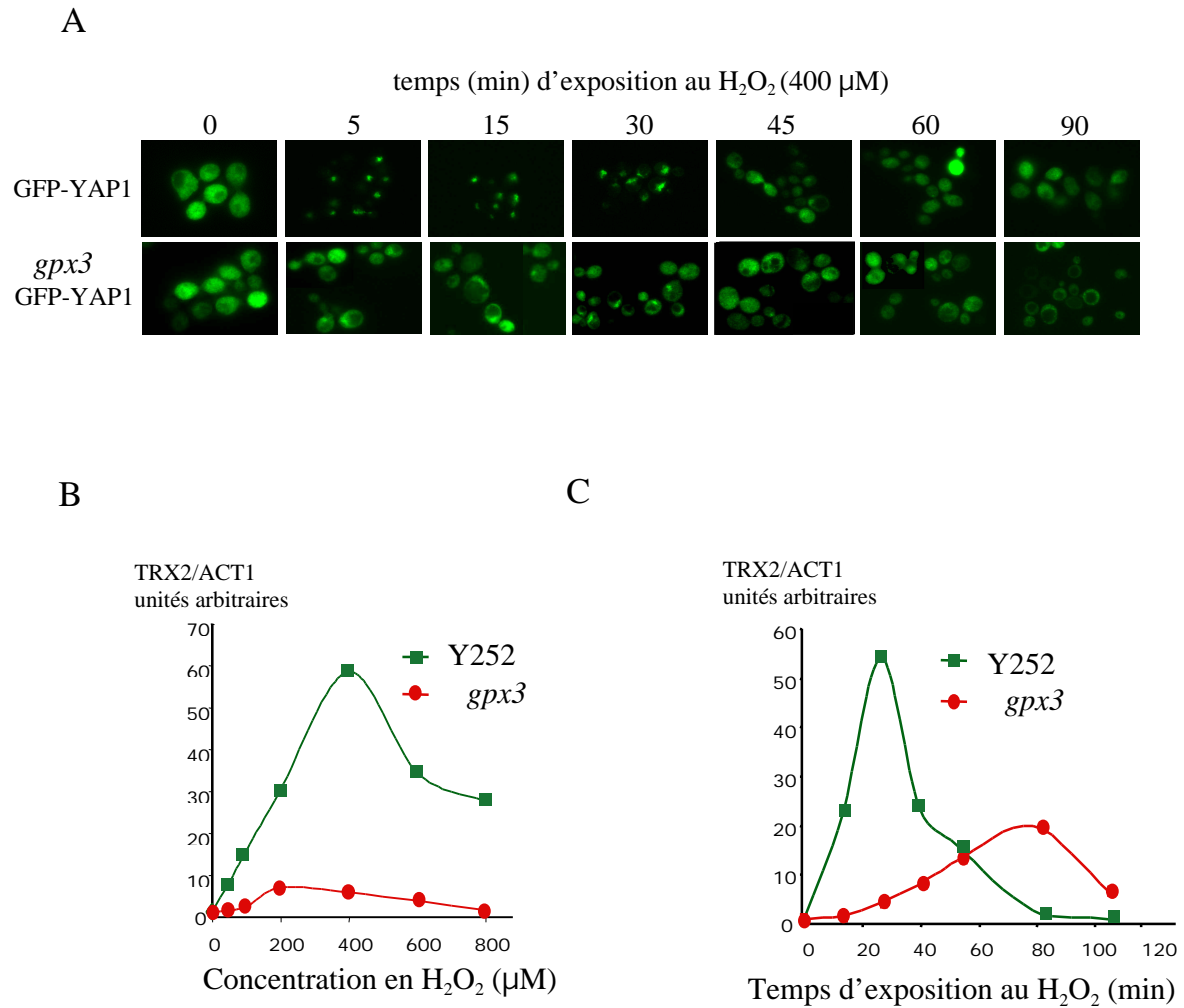 A
temps (min) d’exposition au H₂O₂ (400 μM)
0 5 15 30 45 60 90
GFP-YAP1
gpx3
GFP-YAP1
B
TRX2/ACT1
unités arbitraires
70
60
50
40
30
20
10
0
Y252
gpx3
0 200 400 600 800
Concentration en H₂O₂ (μM)
C
TRX2/ACT1
unités arbitraires
60
50
40
30
20
10
0
Y252
gpx3
0 20 40 60 80 100 120
Temps d’exposition au H₂O₂ (min)